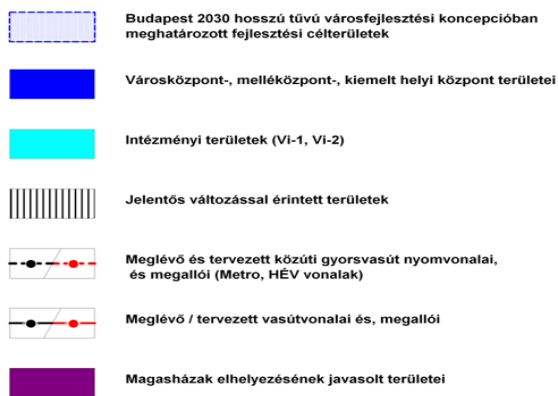 Budapest 2030 hosszú tűvú városfejlesztési koncepcióban
meghatározott fejlesztési célterületek
Városközpont-, melléközpont-, kiemelt helyi központ területei
Intézményi területek (Vi-1, Vi-2)
Jelentős változással érintett területek
Meglévő és tervezett közúti gyorsvasút nyomvonalai,
és megallói (Metro, HÉV vonalak)
Meglévő / tervezett vasútvonalai és, megallói
Magasházak elhelyezésének javasolt területei